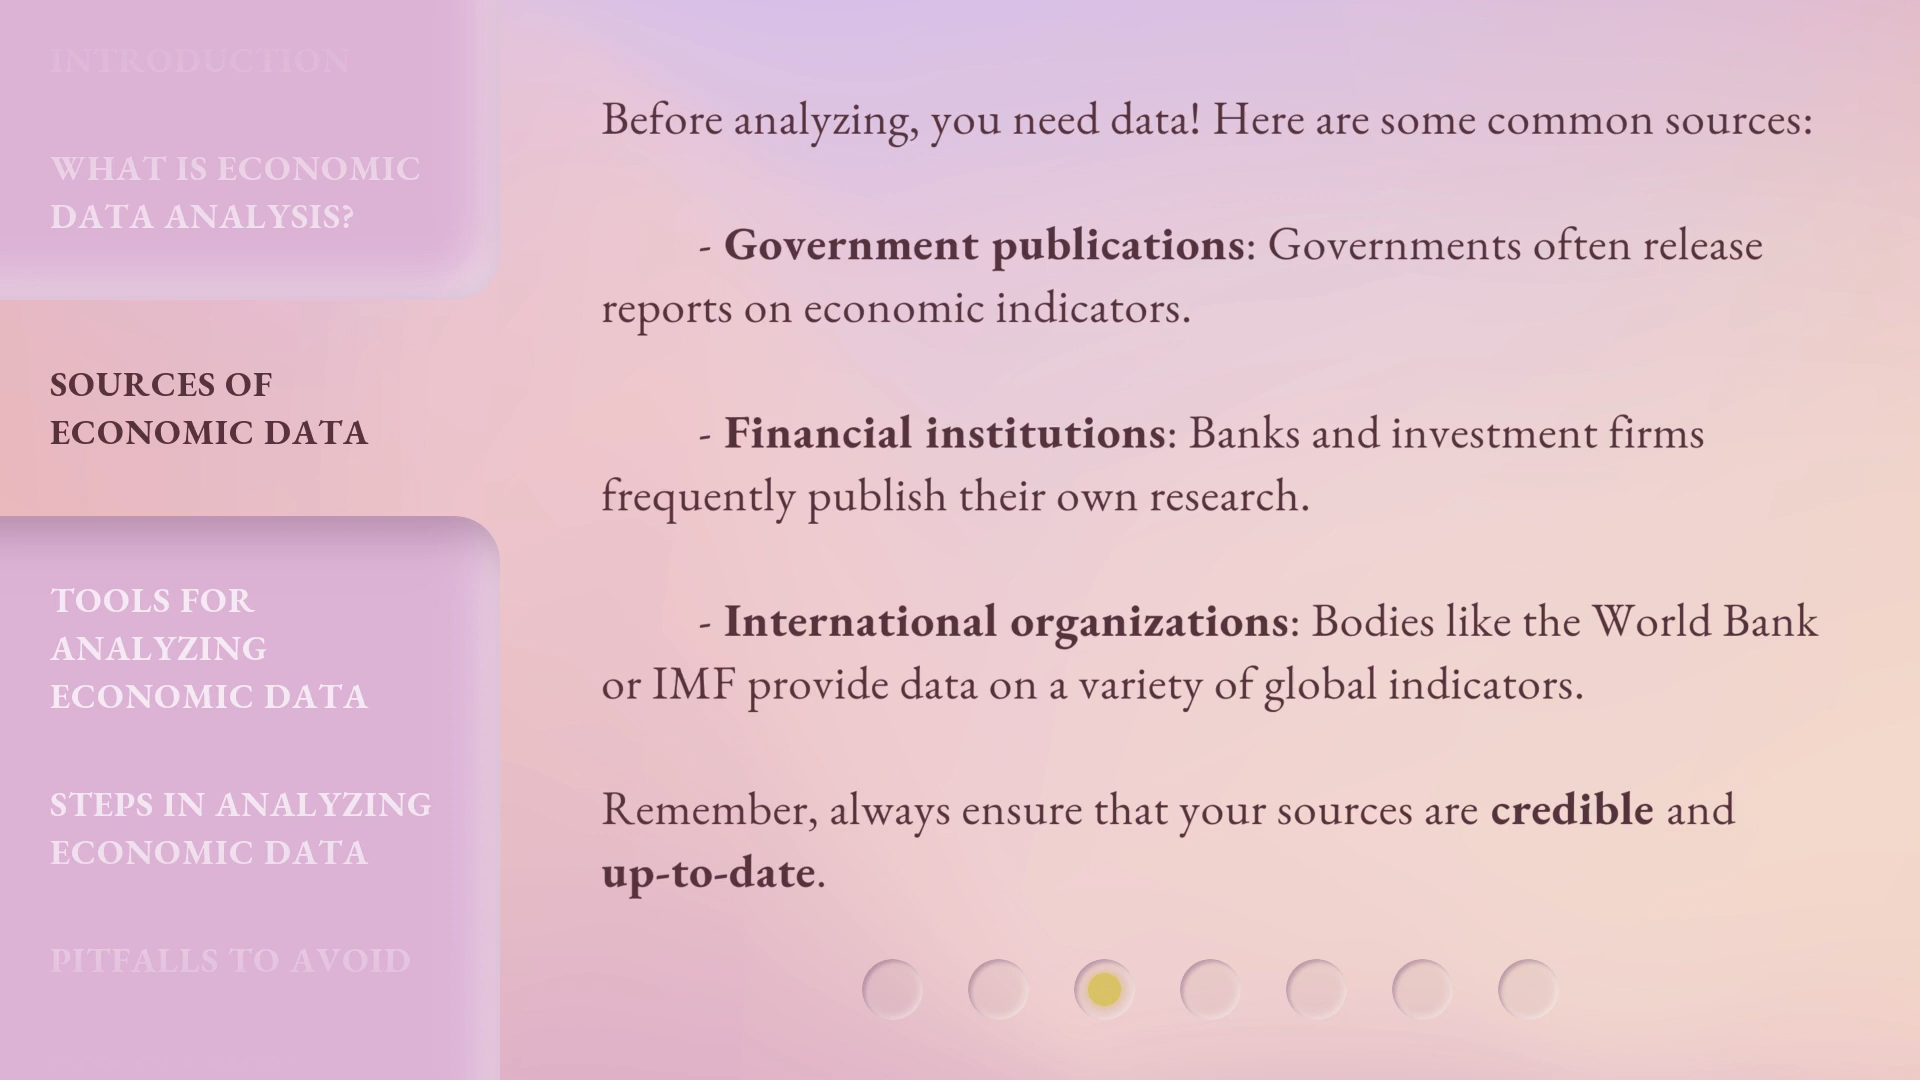 INTRODUCTION
WHAT IS ECONOMIC
DATA ANALYSIS?
SOURCES OF
ECONOMIC DATA
TOOLS FOR
ANALYZING
ECONOMIC DATA
STEPS IN ANALYZING
ECONOMIC DATA
PITFALLS TO AVOID
Before analyzing, you need data! Here are some common sources:
- Government publications: Governments often release
reports on economic indicators.
- Financial institutions: Banks and investment firms
frequently publish their own research.
- International organizations: Bodies like the World Bank
or IMF provide data on a variety of global indicators.
Remember, always ensure that your sources are credible and
up-to-date.